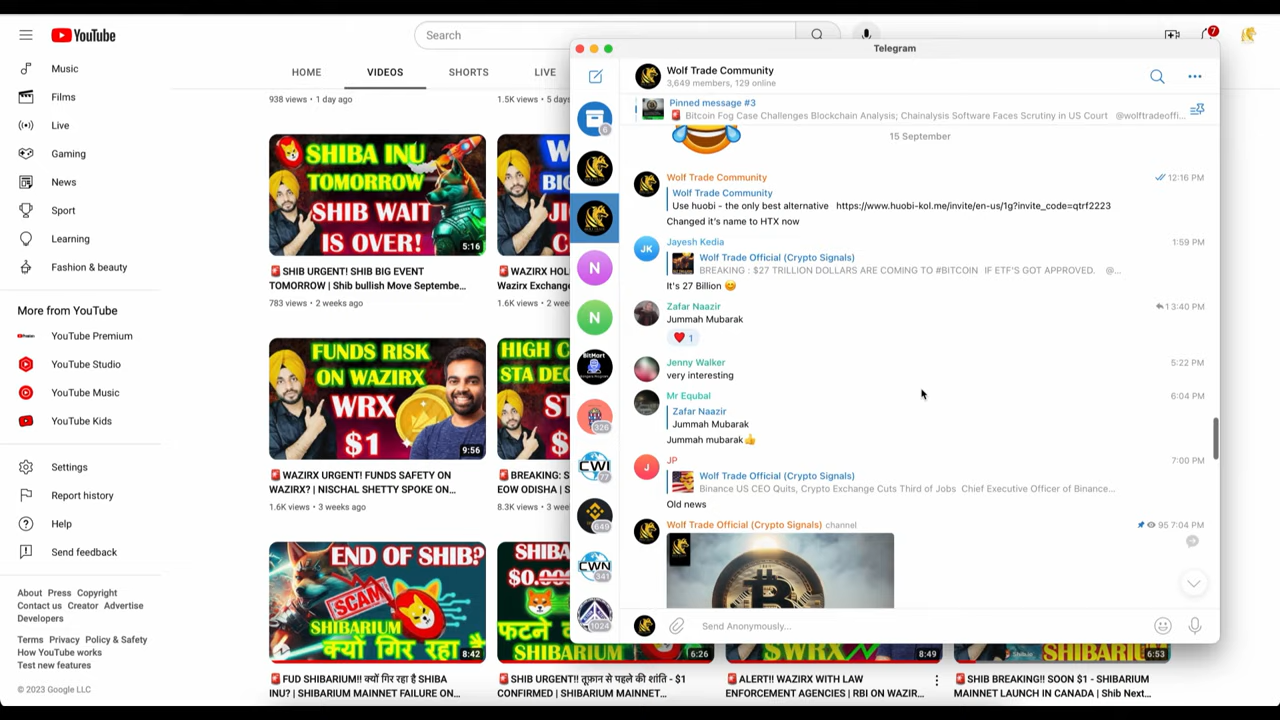 YouTube
Search
7
Music
Films
Live
Gaming
News
Sport
Learning
Fashion & beauty
More from YouTube
YouTube Premium
YouTube Studio
YouTube Music
YouTube Kids
Settings
Report history
Help
Send feedback
About Press Copyright
Contact us Creator Advertise
Developers
Terms Privacy Policy & Safety
How YouTube works
Test new features
© 2023 Google LLC
HOME
VIDEOS
SHORTS
LIVE
938 views • 1 day ago
1.5K views • 5 days
SHIBA INU
TOMORROW
SHIB WAIT
IS OVER!
5:16
SHIB URGENT! SHIB BIG EVENT
TOMORROW | Shib bullish Move Septembe...
783 views • 2 weeks ago
WAZIRX HOL
Wazirx Exchange
1.6K views • 2 wee
FUNDS RISK
ON WAZIRX
WRX
$1
9:56
WAZIRX URGENT! FUNDS SAFETY ON
WAZIRX? | NISCHAL SHETTY SPOKE ON...
1.6K views • 3 weeks ago
HIGH C
STA DEC
ST
BREAKING: S
EOW ODISHA | S
8.3K views • 3 wee
END OF SHIB?
SCAM
SHIBARIUM
क्यों गिर रहा है
8:42
FUD SHIBARIUM!! क्यों गिर रहा है SHIBA
INU? | SHIBARIUM MAINNET FAILURE ON...
SHIBA
$0.00
फटने
SHIBARIUM
6:26
SHIB URGENT!! तूफान से पहले की शांति - $1
CONFIRMED | SHIBARIUM MAINNET...
$WRX
8:49
ALERT!! WAZIRX WITH LAW
ENFORCEMENT AGENCIES | RBI ON WAZIR...
SHIBARIUM
6:53
SHIB BREAKING!! SOON $1 - SHIBARIUM
MAINNET LAUNCH IN CANADA | Shib Next...
Telegram
6
N
N
BitMart
326
CWI
77
649
CWN
341
1024
Wolf Trade Community
3,649 members, 129 online
Pinned message #3
Bitcoin Fog Case Challenges Blockchain Analysis; Chainalysis Software Faces Scrutiny in US Court @wolftradeoffi...
15 September
Wolf Trade Community
12:16 PM
Wolf Trade Community
Use huobi - the only best alternative https://www.huobi-kol.me/invite/en-us/1g?invite_code=qtrf2223
Changed it's name to HTX now
JK
Jayesh Kedia
1:59 PM
Wolf Trade Official (Crypto Signals)
BREAKING : $27 TRILLION DOLLARS ARE COMING TO #BITCOIN IF ETF'S GOT APPROVED. @...
It's 27 Billion
Zafar Naazir
1 3:40 PM
Jummah Mubarak
1
Jenny Walker
5:22 PM
very interesting
Mr Equbal
6:04 PM
Zafar Naazir
Jummah Mubarak
Jummah mubarak
J
JP
7:00 PM
Wolf Trade Official (Crypto Signals)
Binance US CEO Quits, Crypto Exchange Cuts Third of Jobs Chief Executive Officer of Binance...
Old news
Wolf Trade Official (Crypto Signals) channel
95 7:04 PM
Send Anonymously...